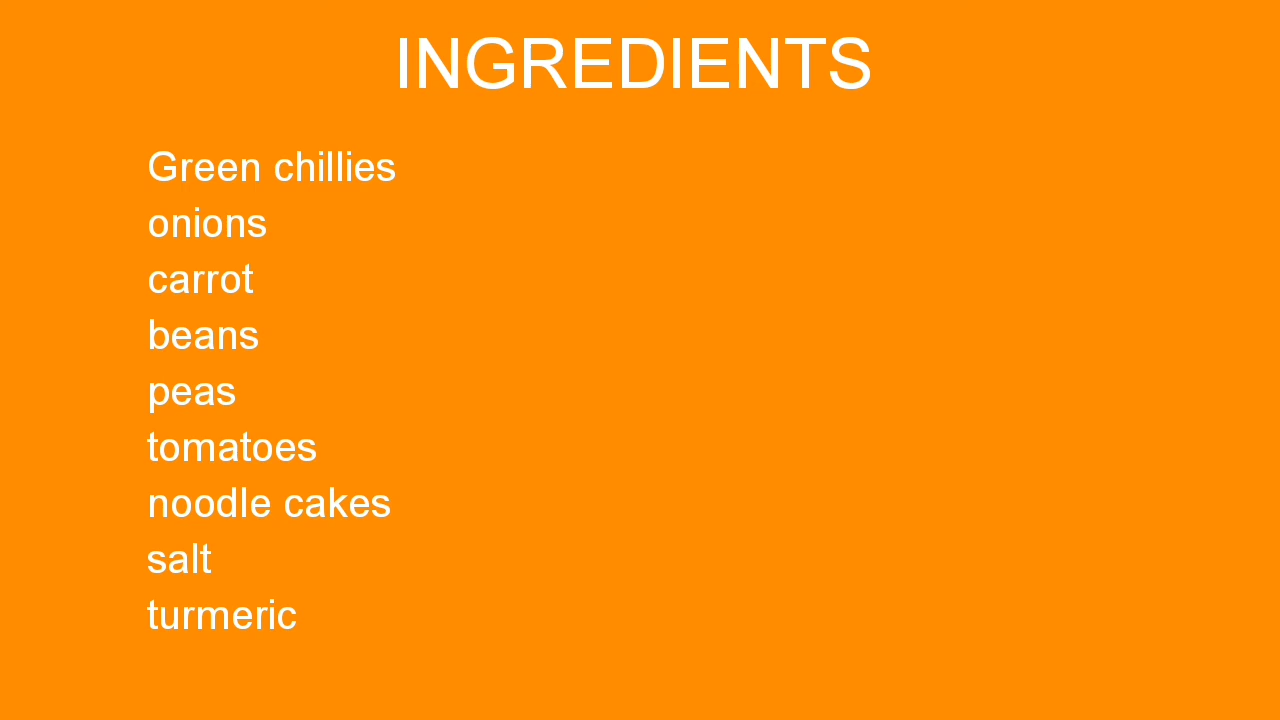 INGREDIENTS
Green chillies
onions
carrot
beans
peas
tomatoes
noodle cakes
salt
turmeric